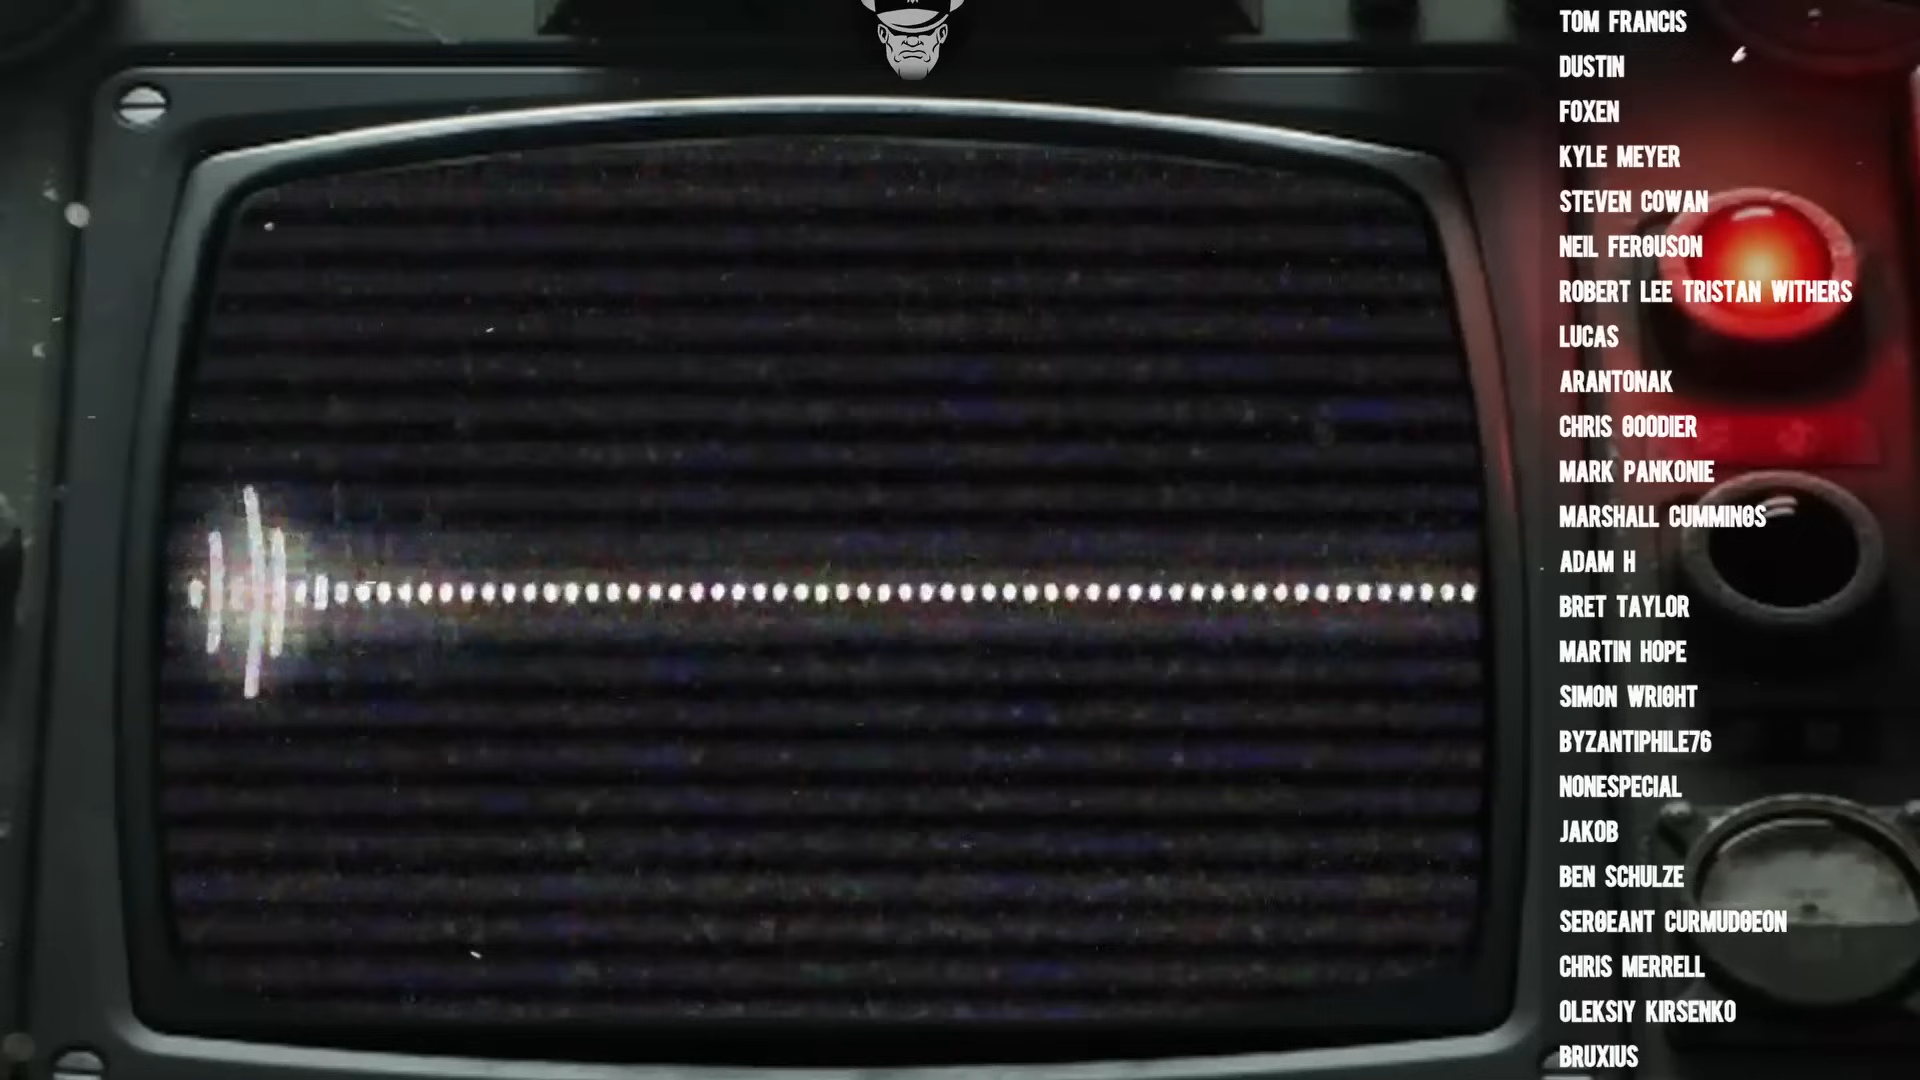 TOM FRANCIS
DUSTIN
FOXEN
KYLE MEYER
STEVEN COWAN
NEIL FERGUSON
ROBERT LEE TRISTAN WITHERS
LUCAS
ARANTONAK
CHRIS GOODIER
MARK PANKONIE
MARSHALL CUMMINGS
ADAM H
BRET TAYLOR
MARTIN HOPE
SIMON WRIGHT
BYZANTIPHILE76
NONESPECIAL
JAKOB
BEN SCHULZE
SERGEANT CURMUDGEON
CHRIS MERRELL
OLEKSIY KIRSENKO
BRUXIUS